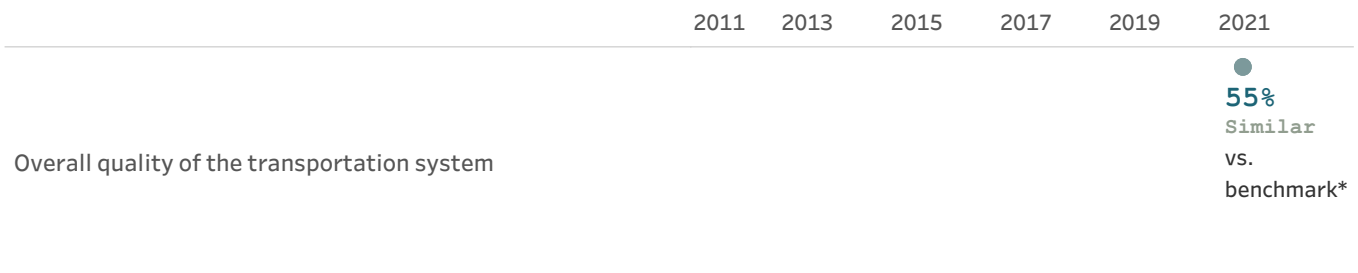 2011 2013 2015 2017 2019 2021
55%
Similar
Overall quality of the transportation system
vs.
benchmark*